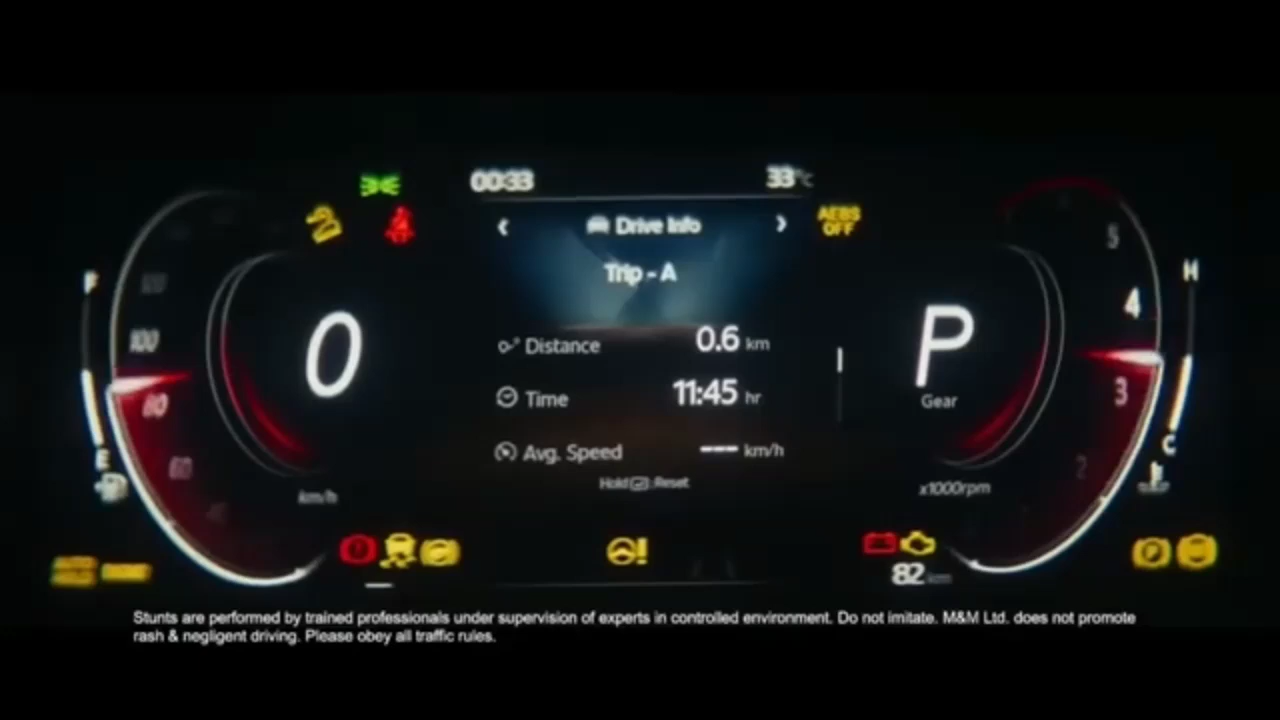 00:33
33°C
AEBS
OFF
Drive Info
Trip - A
F
H
5
120
4
100
0
P
Distance 0.6 km
3
80
Time 11:45 hr
Gear
Avg. Speed --- km/h
C
E
60
2
Hold Reset
km/h
x1000rpm
82 km
Stunts are performed by trained professionals under supervision of experts in controlled environment. Do not imitate. M&M Ltd. does not promote
rash & negligent driving. Please obey all traffic rules.